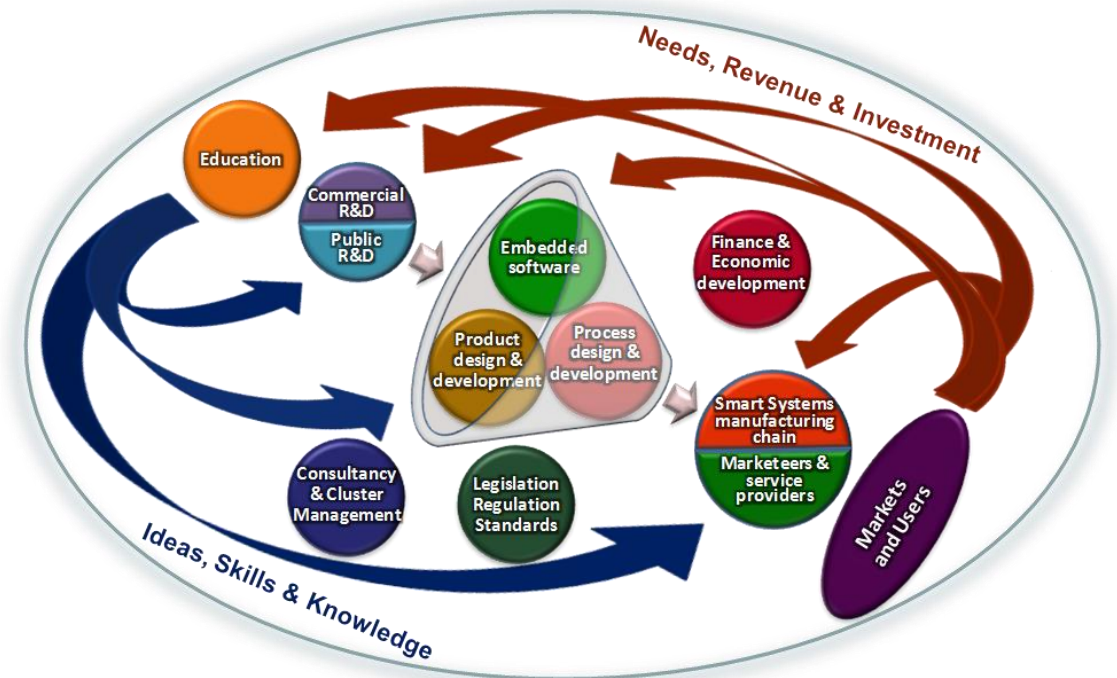 Needs, Revenue & Investment
Education
Commercial
R&D
Public
R&D
Embedded
software
Finance &
Economic
development
Product
design &
development
Process
design &
development
Smart Systems
manufacturing
chain
Marketeers &
service
providers
Consultancy
& Cluster
Management
Legislation
Regulation
Standards
Markets
and Users
Ideas, Skills & Knowledge